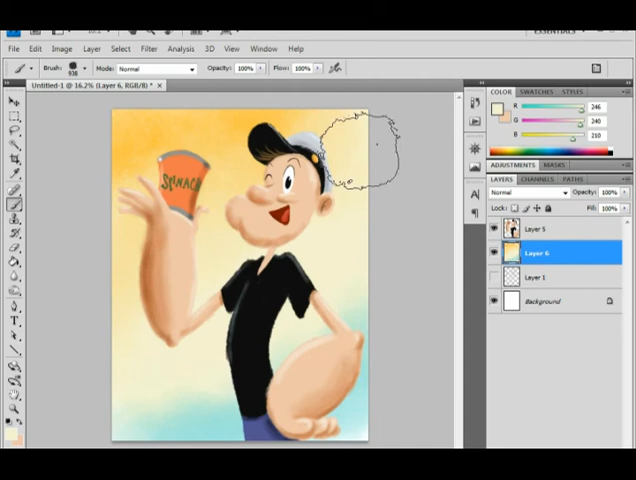 ESSENTIALS
File Edit Image Layer Select Filter Analysis 3D View Window Help
Brush: 938 Mode: Normal Opacity: 100% Flow: 100%
Untitled-1 @ 16.2% (Layer 6, RGB/8) *
COLOR SWATCHES STYLES
R 246
G 240
B 210
ADJUSTMENTS MASKS
LAYERS CHANNELS PATHS
Normal Opacity: 100%
Lock: Fill: 100%
Layer 5
Layer 6
Layer 1
Background
SPINACH